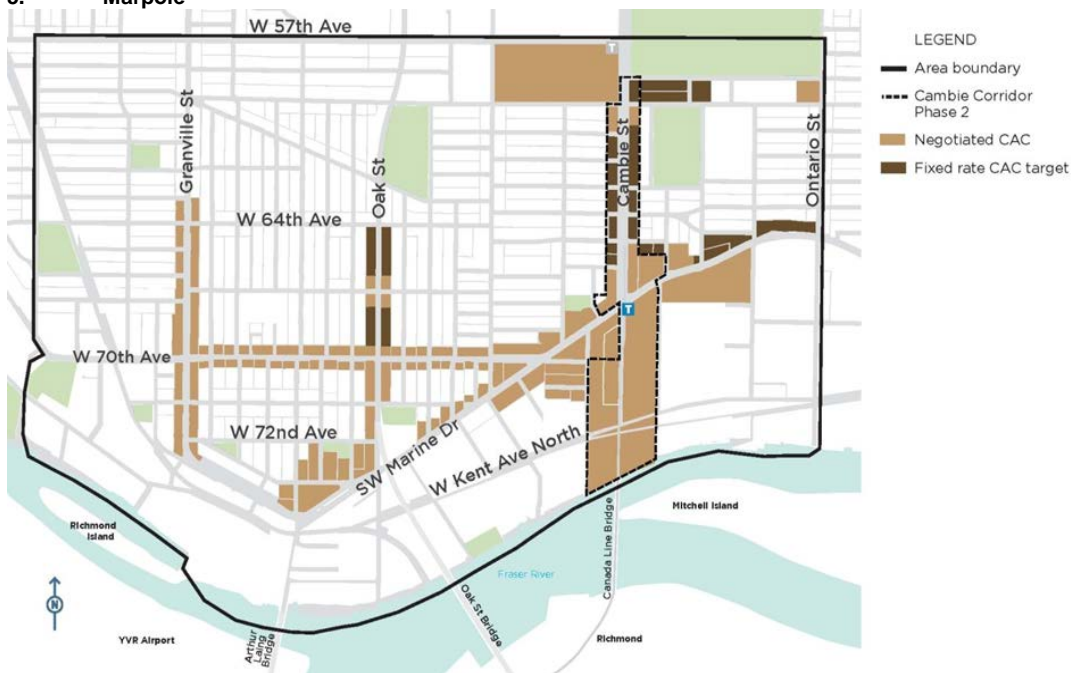 Marpole
W 57th Ave
LEGEND
Area boundary
Cambie Corridor
Phase 2
Negotiated CAC
Fixed rate CAC target
T
Granville St
Oak St
Cambie St
Ontario St
W 64th Ave
T
W 70th Ave
W 72nd Ave
SW Marine Dr
W Kent Ave North
Richmond
Island
Mitchell Island
Canada Line Bridge
Fraser River
Oak St Bridge
N
YVR Airport
Arthur
Laing
Bridge
Richmond